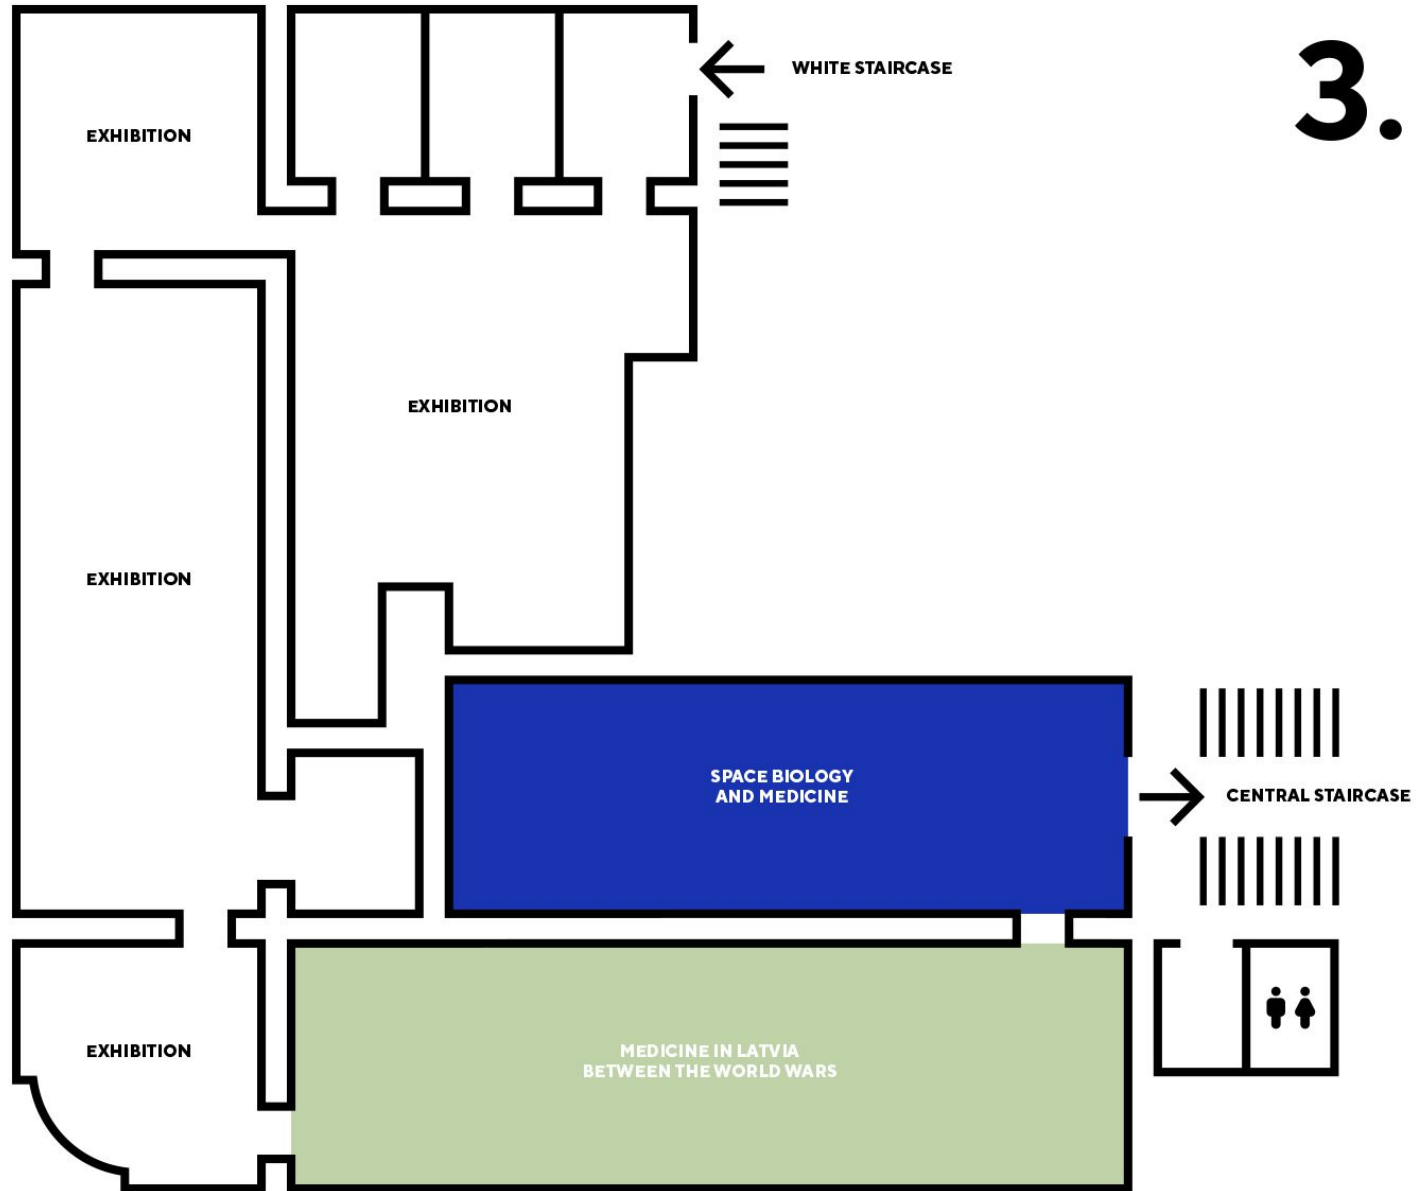 WHITE STAIRCASE
3.
EXHIBITION
EXHIBITION
EXHIBITION
SPACE BIOLOGY
AND MEDICINE
CENTRAL STAIRCASE
EXHIBITION
MEDICINE IN LATVIA
BETWEEN THE WORLD WARS